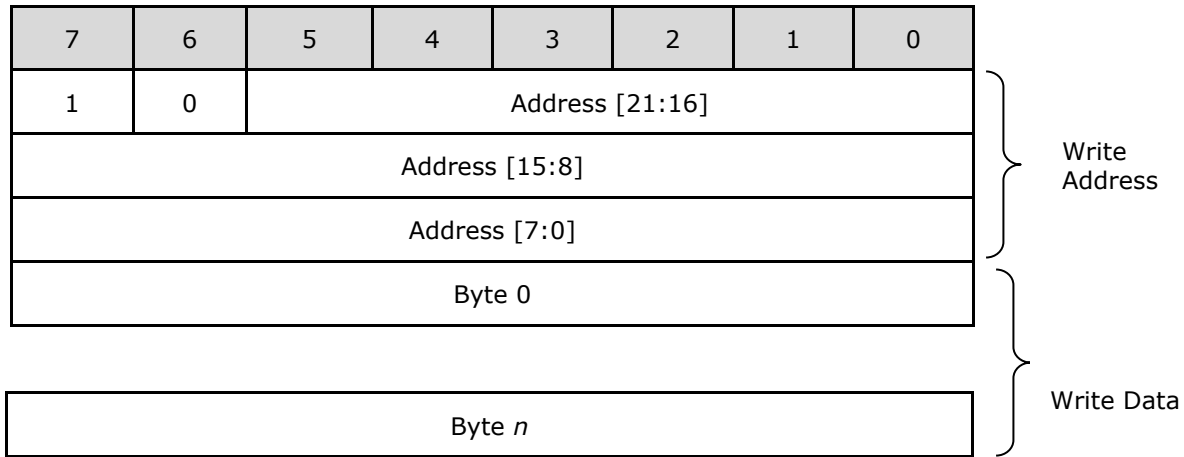 7 6 5 4 3 2 1 0
1 0 Address [21:16]
Address [15:8]
Write
Address
Address [7:0]
Byte 0
Write Data
Byte n